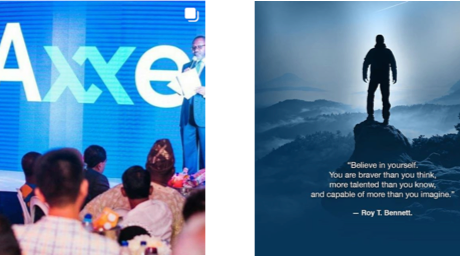 Axxe
"Believe in yourself.
You are braver than you think,
more talented than you know,
and capable of more than you imagine."
— Roy T. Bennett.